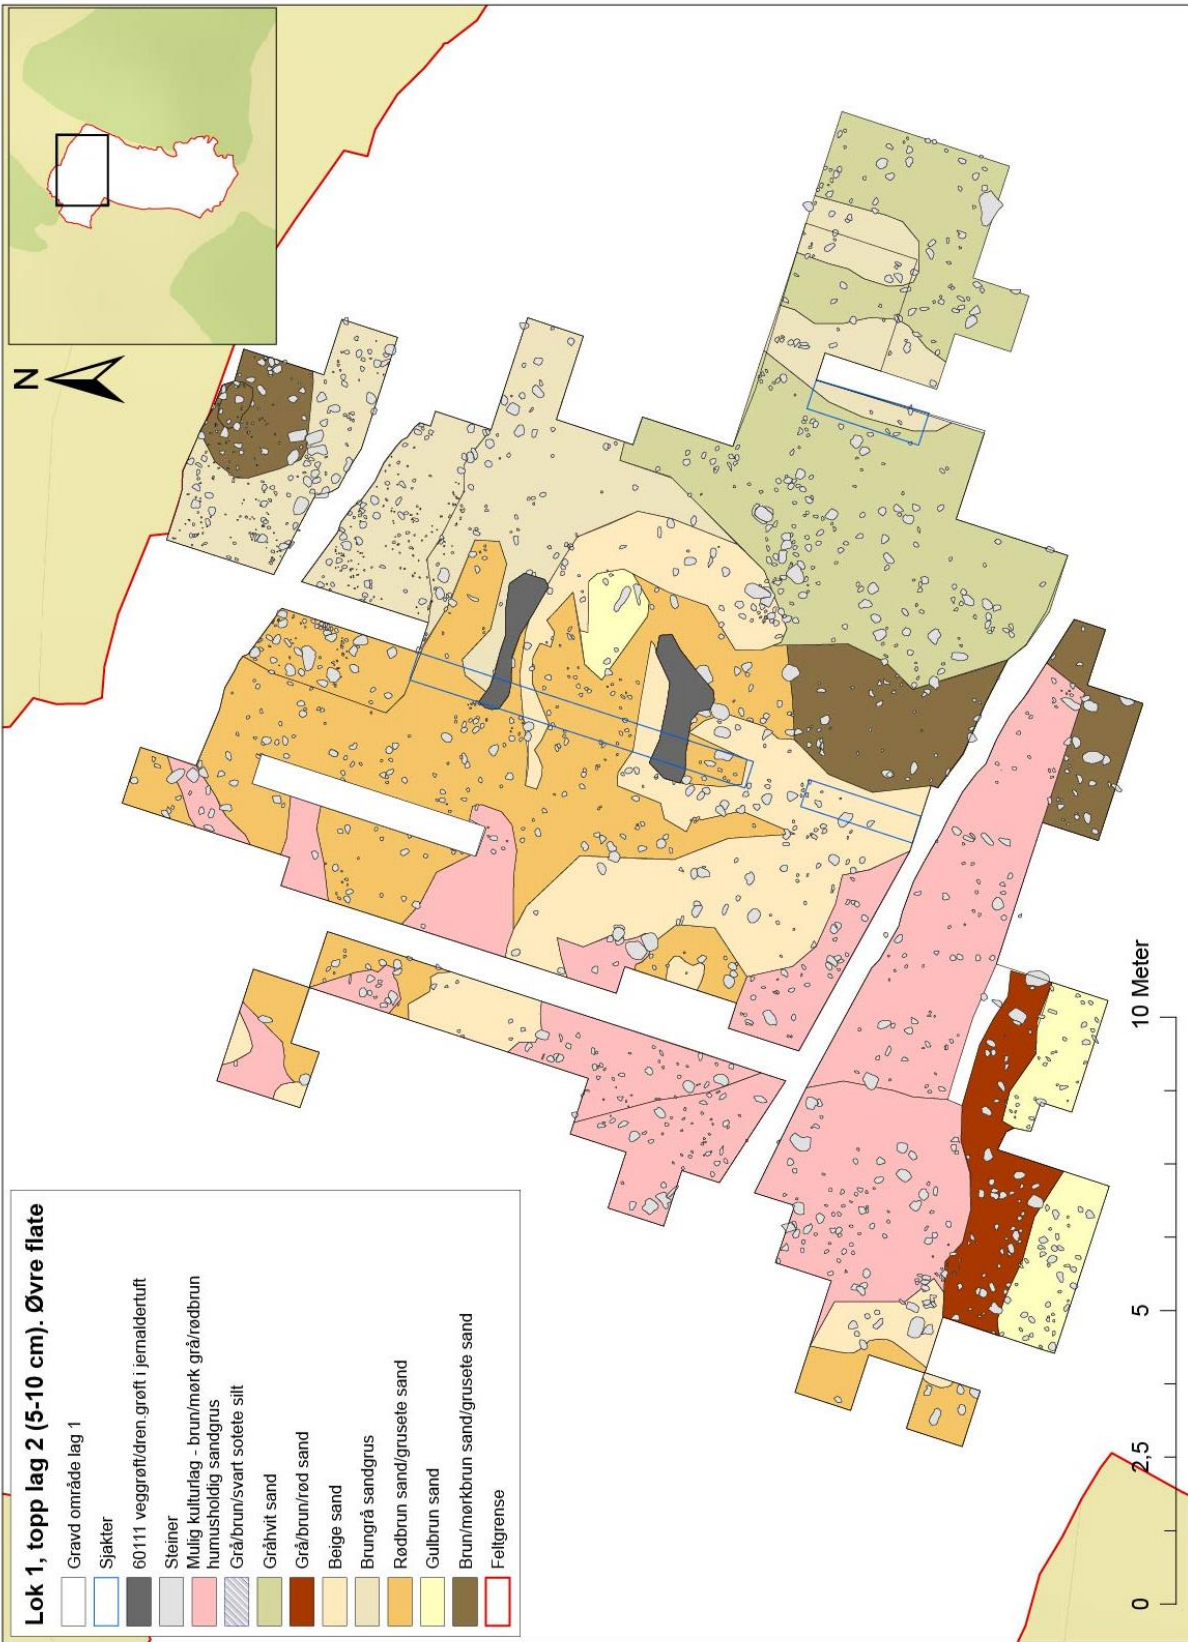 Lok 1, topp lag 2 (5-10 cm). Øvre flate
Gravd område lag 1
Sjakter
60111 veggrøft/dren.grøft i jernaldertuft
Steiner
Mulig kulturlag - brun/mørk grå/rødbrun
humusholdig sandgrus
Grå/brun/svart sotete silt
Gråhvit sand
Grå/brun/rød sand
Beige sand
Brungrå sandgrus
Rødbrun sand/grusete sand
Gulbrun sand
Brun/mørkbrun sand/grusete sand
Feltgrense
N
0 2,5 5 10 Meter